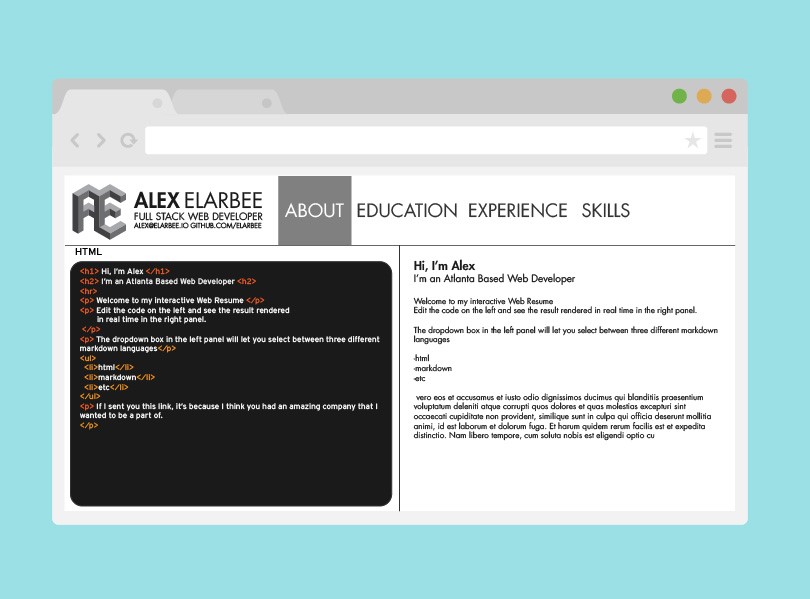 ALEX ELARBEE
FULL STACK WEB DEVELOPER
ALEX@ELARBEE.IO GITHUB.COM/ELARBEE
ABOUT EDUCATION EXPERIENCE SKILLS
HTML
<h1> Hi, I'm Alex </h1>
<h2> I'm an Atlanta Based Web Developer <h2>
<hr>
<p> Welcome to my interactive Web Resume </p>
<p> Edit the code on the left and see the result rendered
in real time in the right panel.
</p>
<p> The dropdown box in the left panel will let you select between three different
markdown languages</p>
<ul>
<li>html</li>
<li>markdown</li>
<li>etc</li>
</ul>
<p> If I sent you this link, it's because I think you had an amazing company that I
wanted to be a part of.
</p>
Hi, I'm Alex
I'm an Atlanta Based Web Developer
Welcome to my interactive Web Resume
Edit the code on the left and see the result rendered in real time in the right panel.
The dropdown box in the left panel will let you select between three different markdown
languages
-html
-markdown
-etc
vero eos et accusamus et iusto odio dignissimos ducimus qui blanditiis praesentium
voluptatum deleniti atque corrupti quos dolores et quas molestias excepturi sint
occaecati cupiditate non provident, similique sunt in culpa qui officia deserunt mollitia
animi, id est laborum et dolorum fuga. Et harum quidem rerum facilis est et expedita
distinctio. Nam libero tempore, cum soluta nobis est eligendi optio cu